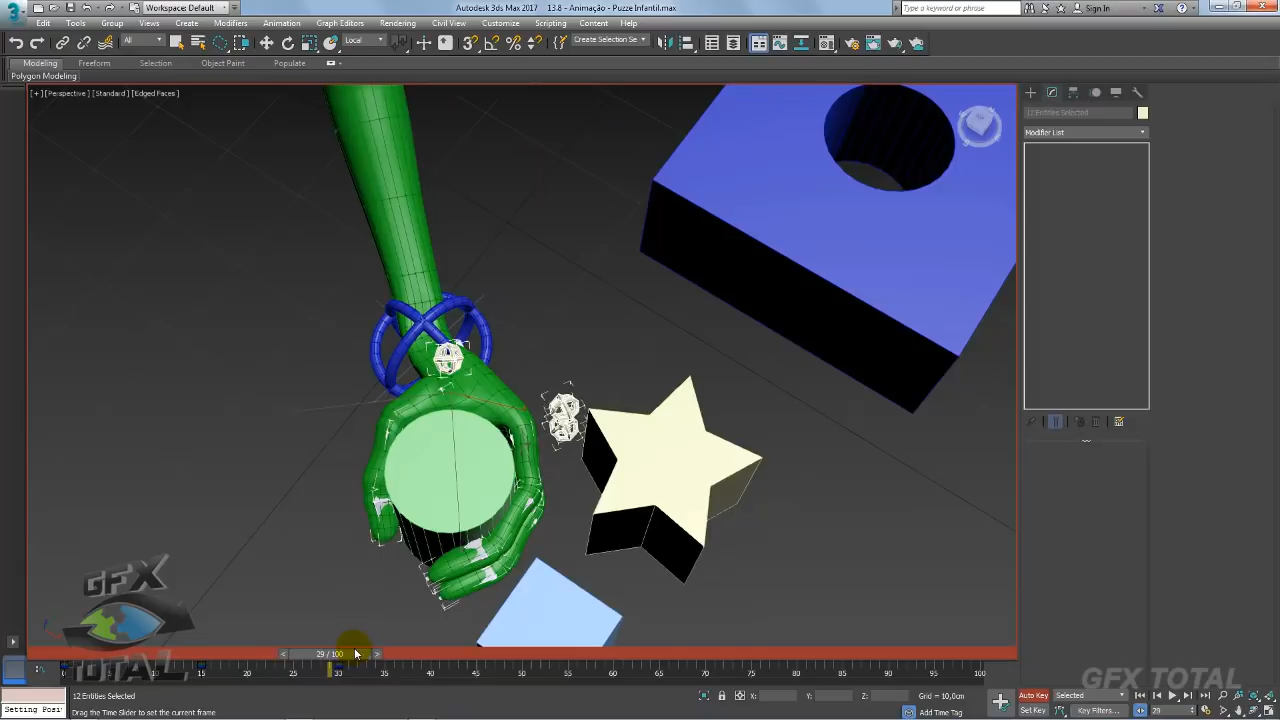 Workspace: Default
Autodesk 3ds Max 2017
13.8 - Animação - Puzze Infantil.max
Type a keyword or phrase
Sign In
Edit Tools Group Views Create Modifiers Animation Graph Editors Rendering Civil View Customize Scripting Content Help
All
Local
Create Selection Se
Modeling Freeform Selection Object Paint Populate
Polygon Modeling
[+] [Perspective] [Standard] [Edged Faces]
12 Entities Selected
Modifier List
GFX
TOTAL
29 / 100
0 15 20 25 30 35 40 45 50 55 60 65 70 75 80 85 90 95 100
GFX TOTAL
12 Entities Selected
X:
Y:
Z:
Grid = 10,0cm
Auto Key
Selected
Setting Posi
Drag the Time Slider to set the current frame
Add Time Tag
Set Key
Key Filters...
29